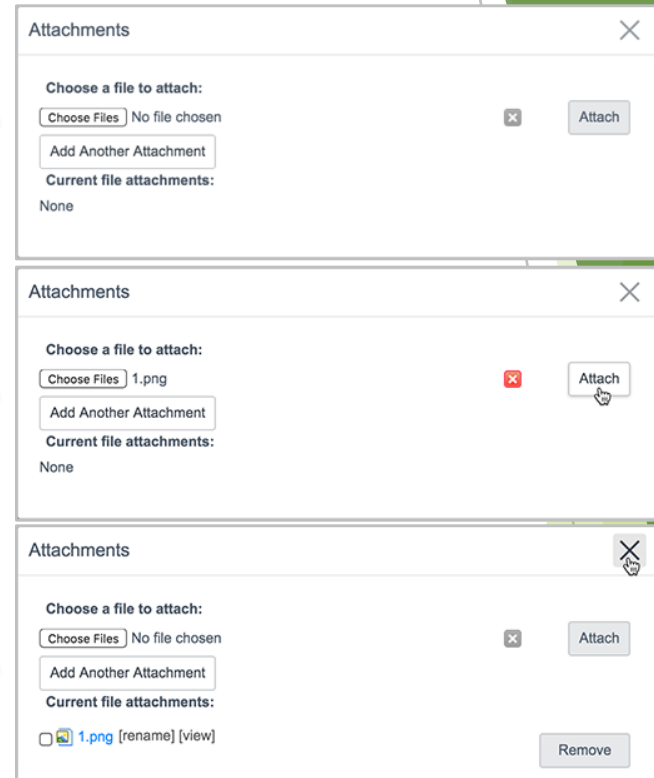 Attachments
Choose a file to attach:
Choose Files No file chosen Attach
Add Another Attachment
Current file attachments:
None
Attachments
Choose a file to attach:
Choose Files 1.png Attach
Add Another Attachment
Current file attachments:
None
Attachments
Choose a file to attach:
Choose Files No file chosen Attach
Add Another Attachment
Current file attachments:
1.png [rename] [view]
Remove